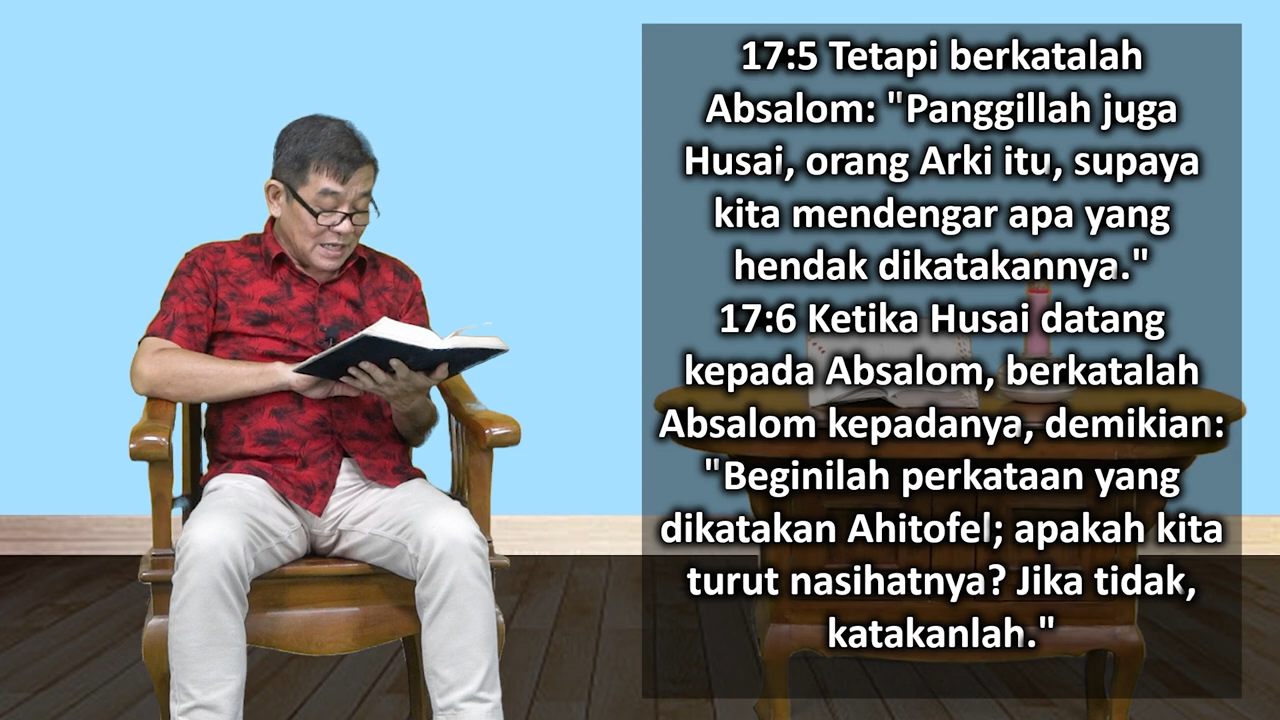 17:5 Tetapi berkatalah
Absalom: "Panggillah juga
Husai, orang Arki itu, supaya
kita mendengar apa yang
hendak dikatakannya."
17:6 Ketika Husai datang
kepada Absalom, berkatalah
Absalom kepadanya, demikian:
"Beginilah perkataan yang
dikatakan Ahitofel; apakah kita
turut nasihatnya? Jika tidak,
katakanlah."